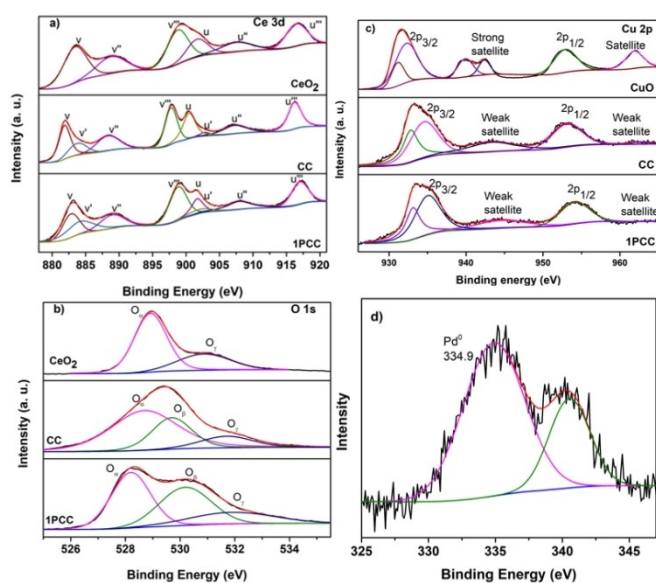 a)
Ce 3d
v
v''
v'''
u
u''
u'''
CeO₂
v
v'
v''
v'''
u
u'
u''
u'''
CC
v
v'
v''
v'''
u
u'
u''
u'''
1PCC
Intensity (a. u.)
880 885 890 895 900 905 910 915 920
Binding Energy (eV)
c)
Cu 2p
2p3/2
Strong satellite
2p1/2
Satellite
CuO
2p3/2
Weak satellite
2p1/2
Weak satellite
CC
2p3/2
Weak satellite
2p1/2
Weak satellite
1PCC
Intensity (a. u.)
930 940 950 960
Binding energy (eV)
b)
O 1s
Oγ
CeO₂
Oβ
Oγ
CC
Oγ
1PCC
Intensity (a. u.)
526 528 530 532 534
Binding Energy (eV)
d)
Pd⁰
334.9
Intensity
325 330 335 340 345
Binding Energy (eV)